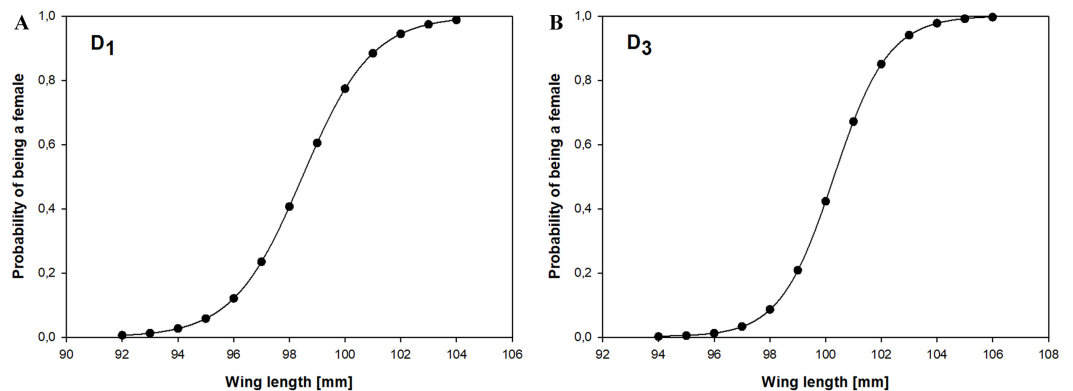 A
D1
Probability of being a female
1,0
0,8
0,6
0,4
0,2
0,0
90 92 94 96 98 100 102 104 106
Wing length [mm]
B
D3
Probability of being a female
1,0
0,8
0,6
0,4
0,2
0,0
92 94 96 98 100 102 104 106 108
Wing length [mm]